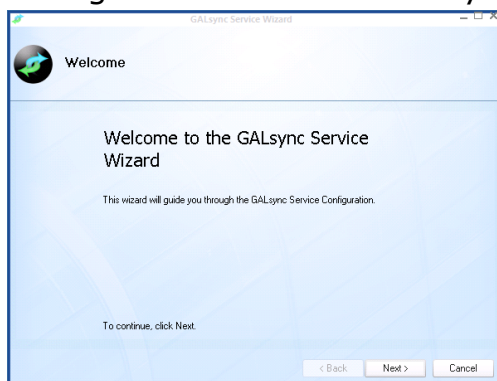 GALsync Service Wizard
Welcome
Welcome to the GALsync Service
Wizard
This wizard will guide you through the GALsync Service Configuration.
To continue, click Next.
< Back Next > Cancel